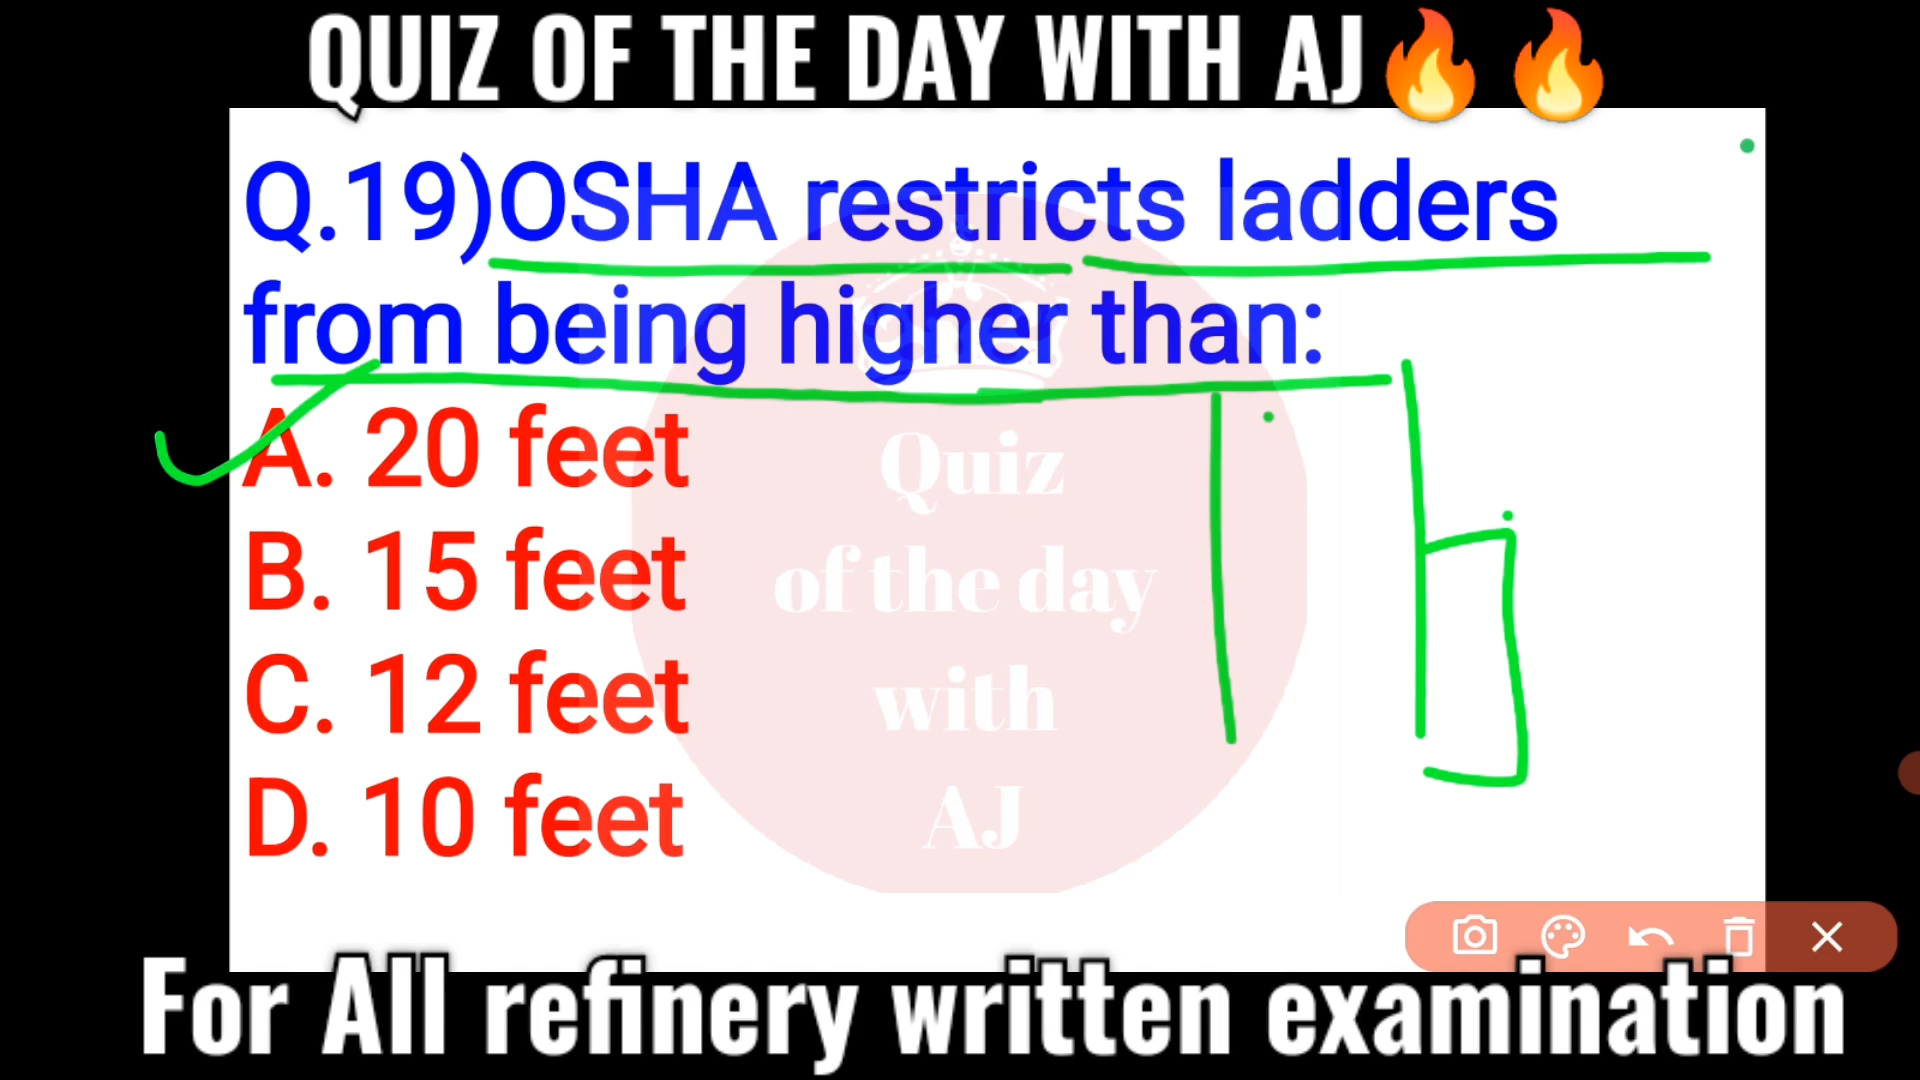 QUIZ OF THE DAY WITH AJ🔥 🔥
Q.19)OSHA restricts ladders
from being higher than:
A. 20 feet
B. 15 feet
C. 12 feet
D. 10 feet
Quiz
of the day
with
AJ
For All refinery written examination